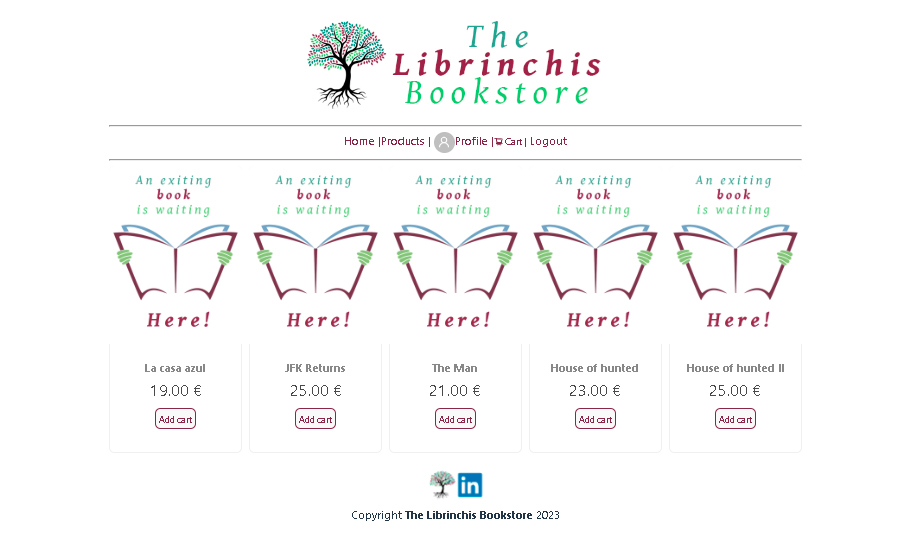 The
Librinchis
Bookstore
Home |Products | Profile | Cart | Logout
An exiting
book
is waiting
Here!
An exiting
book
is waiting
Here!
An exiting
book
is waiting
Here!
An exiting
book
is waiting
Here!
An exiting
book
is waiting
Here!
La casa azul
19.00 €
Add cart
JFK Returns
25.00 €
Add cart
The Man
21.00 €
Add cart
House of hunted
23.00 €
Add cart
House of hunted II
25.00 €
Add cart
in
Copyright The Librinchis Bookstore 2023